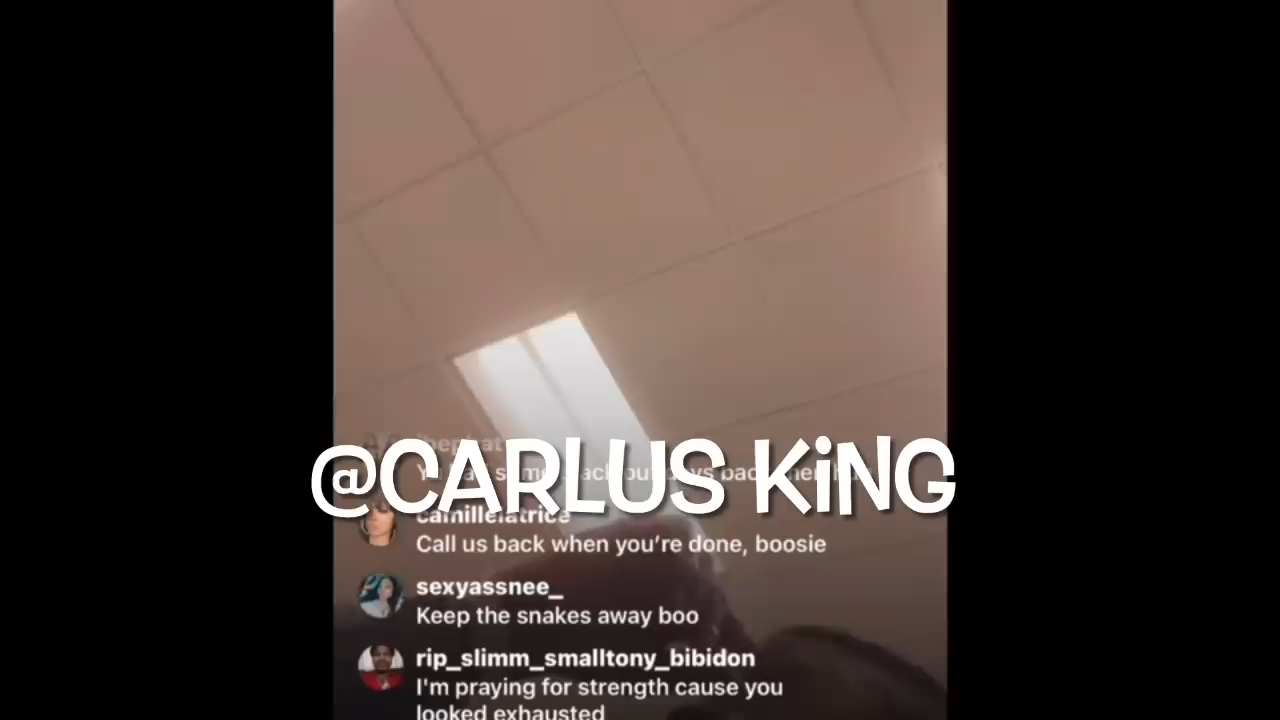 @CARLUS KiNG
camillelatrice
Call us back when you’re done, boosie
sexyassnee_
Keep the snakes away boo
rip_slimm_smalltony_bibidon
I'm praying for strength cause you
looked exhausted